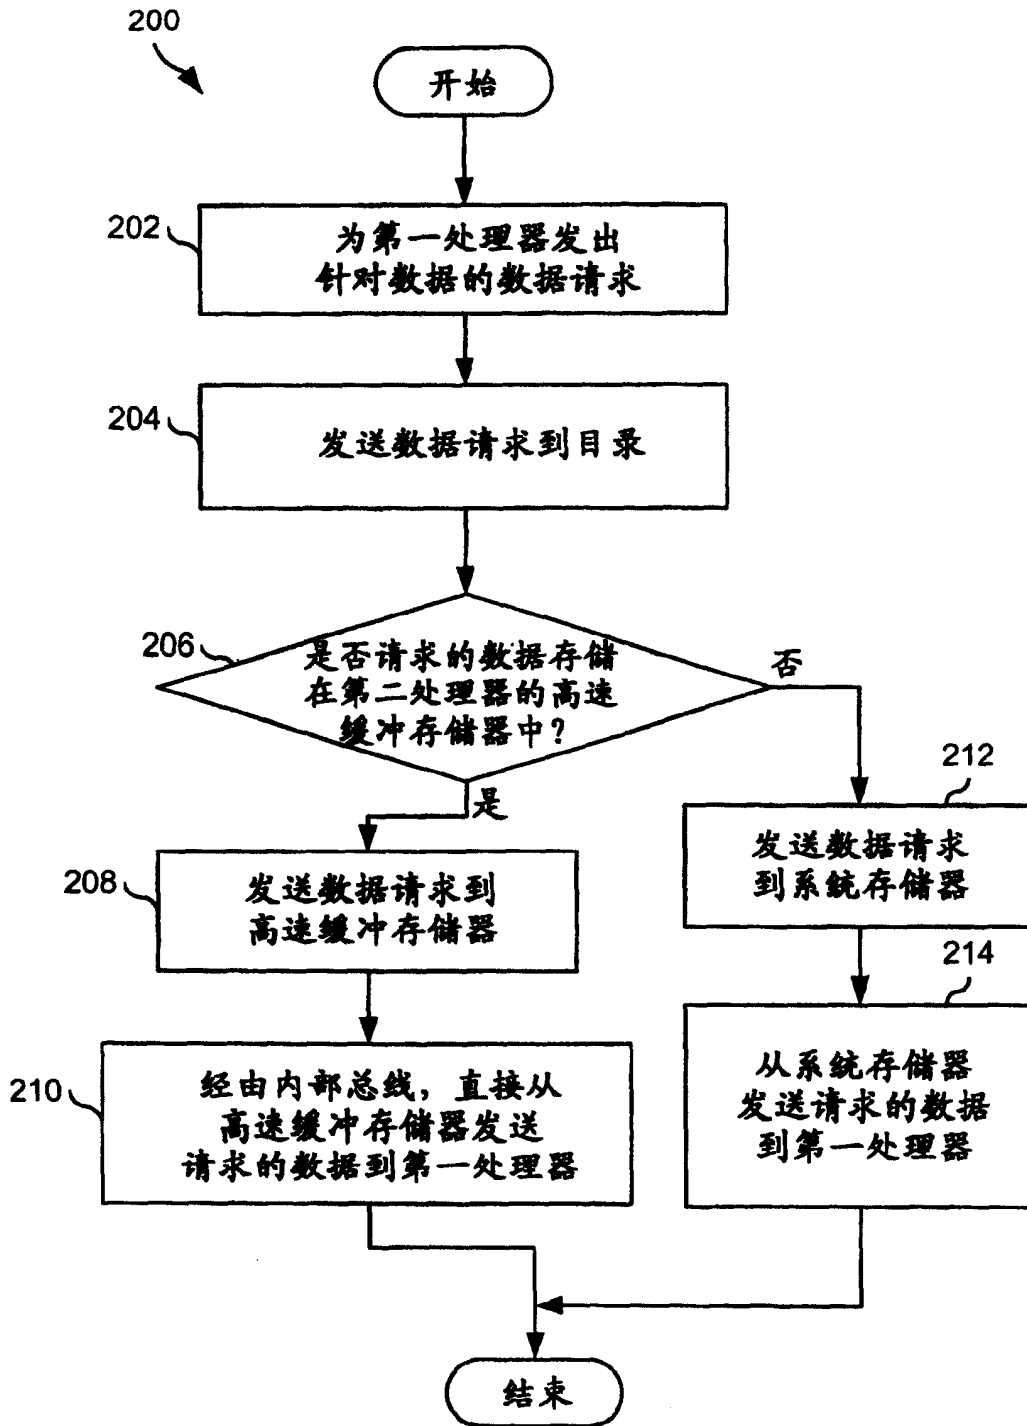 200
开始
202
为第一处理器发出
针对数据的数据请求
204
发送数据请求到目录
206
是否请求的数据存储
在第二处理器的高速
缓冲存储器中？
否
是
212
发送数据请求
到系统存储器
208
发送数据请求到
高速缓冲存储器
214
从系统存储器
发送请求的数据
到第一处理器
210
经由内部总线，直接从
高速缓冲存储器发送
请求的数据到第一处理器
结束